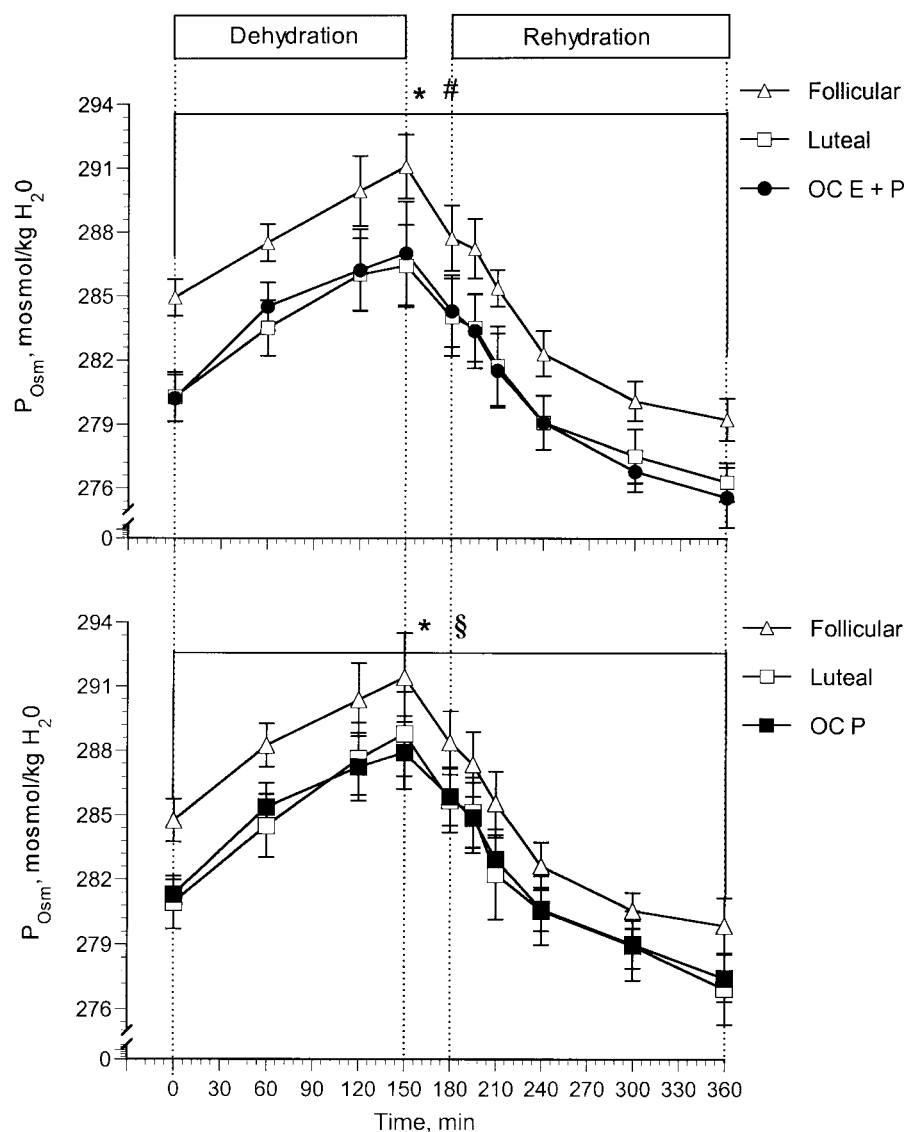 Dehydration
Rehydration
* #
Follicular
Luteal
OC E + P
294
291
288
285
282
279
276
0
P_Osm, mosmol/kg H_20
* §
Follicular
Luteal
OC P
294
291
288
285
282
279
276
0
P_Osm, mosmol/kg H_20
0 30 60 90 120 150 180 210 240 270 300 330 360
Time, min